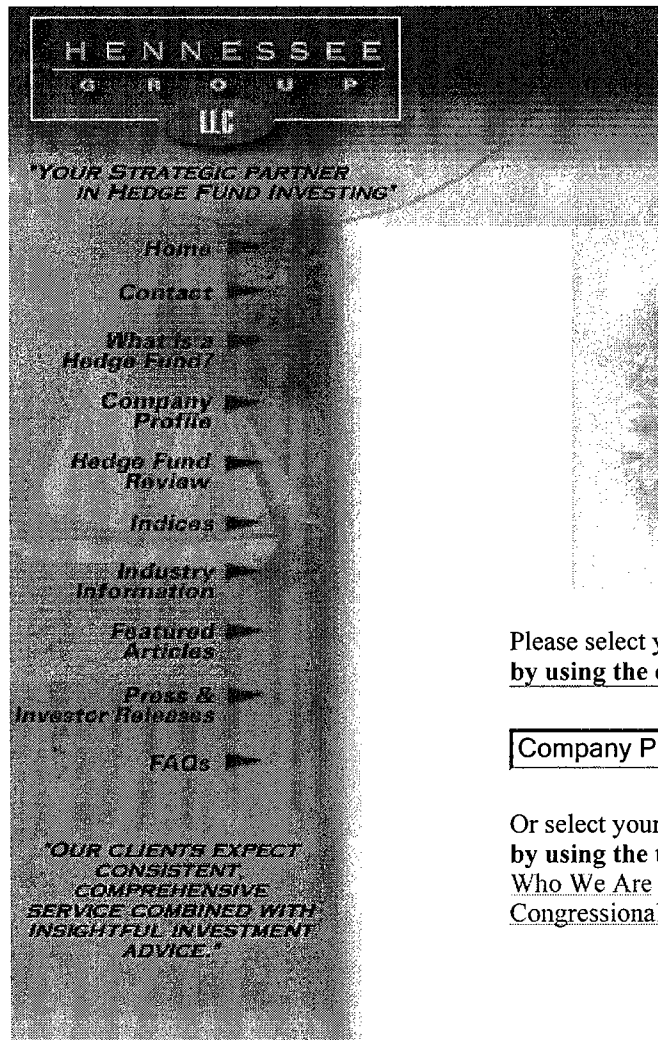 HENNESSEE
GROUP
LLC
"YOUR STRATEGIC PARTNER
IN HEDGE FUND INVESTING"
Home
Contact
What is a
Hedge Fund?
Company
Profile
Hedge Fund
Review
Indices
Industry
Information
Featured
Articles
Press &
Investor Releases
FAQs
"OUR CLIENTS EXPECT
CONSISTENT,
COMPREHENSIVE
SERVICE COMBINED WITH
INSIGHTFUL INVESTMENT
ADVICE."
Please select y
by using the
Company P
Or select your
by using the t
Who We Are
Congressiona